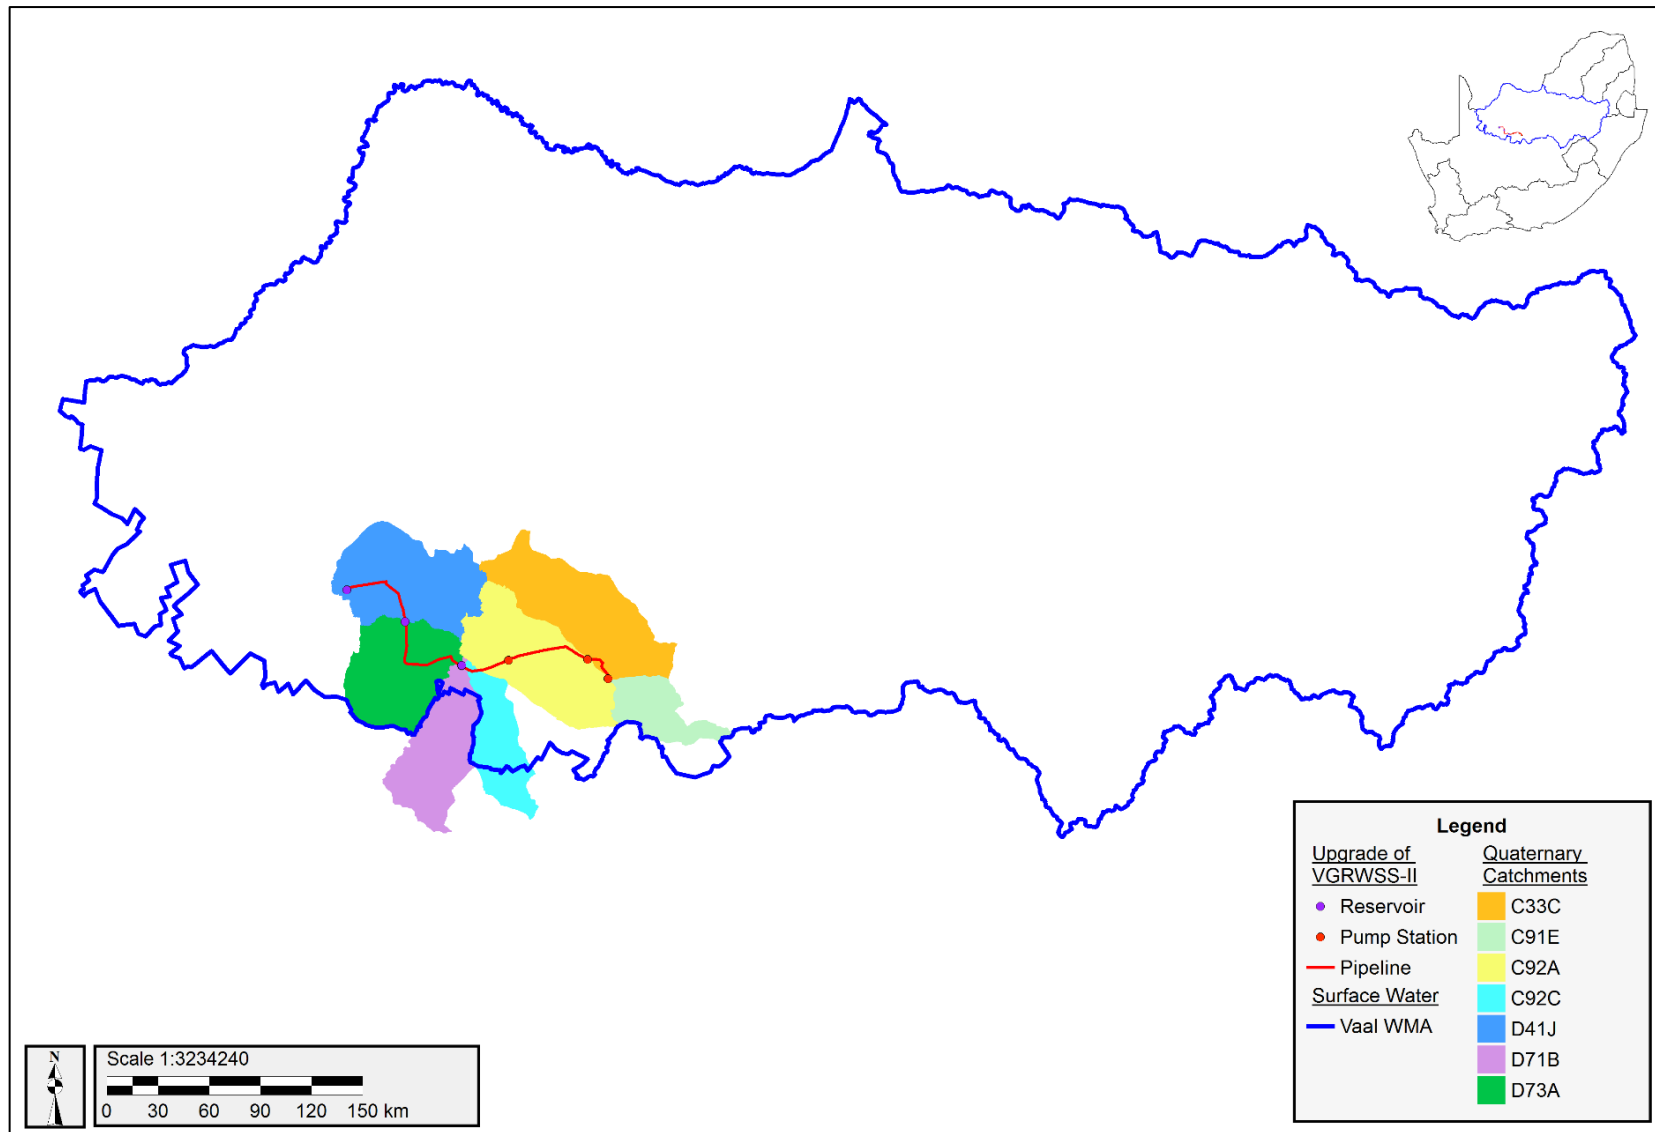 Legend
Upgrade of
VGRWSS-II
Reservoir
Pump Station
Pipeline
Surface Water
Vaal WMA
Quaternary
Catchments
C33C
C91E
C92A
C92C
D41J
D71B
D73A
N
Scale 1:3234240
0 30 60 90 120 150 km